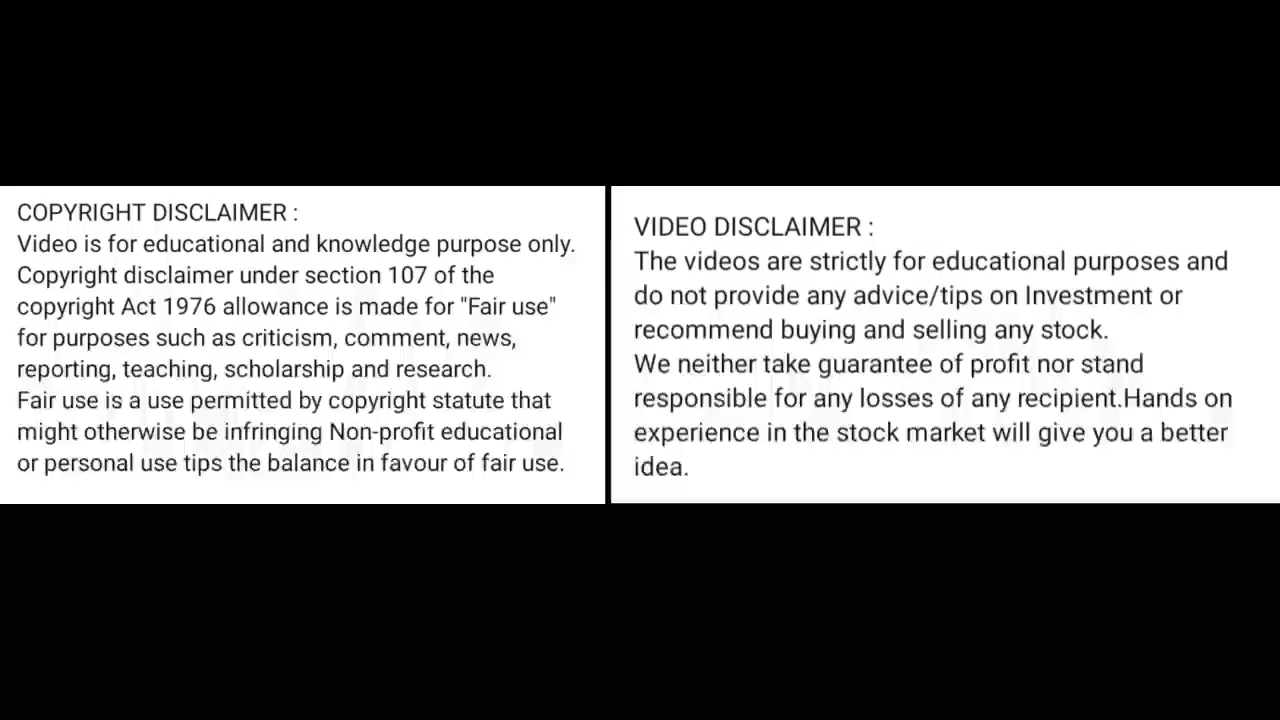 COPYRIGHT DISCLAIMER :
Video is for educational and knowledge purpose only.
Copyright disclaimer under section 107 of the
copyright Act 1976 allowance is made for "Fair use"
for purposes such as criticism, comment, news,
reporting, teaching, scholarship and research.
Fair use is a use permitted by copyright statute that
might otherwise be infringing Non-profit educational
or personal use tips the balance in favour of fair use.
VIDEO DISCLAIMER :
The videos are strictly for educational purposes and
do not provide any advice/tips on Investment or
recommend buying and selling any stock.
We neither take guarantee of profit nor stand
responsible for any losses of any recipient.Hands on
experience in the stock market will give you a better
idea.